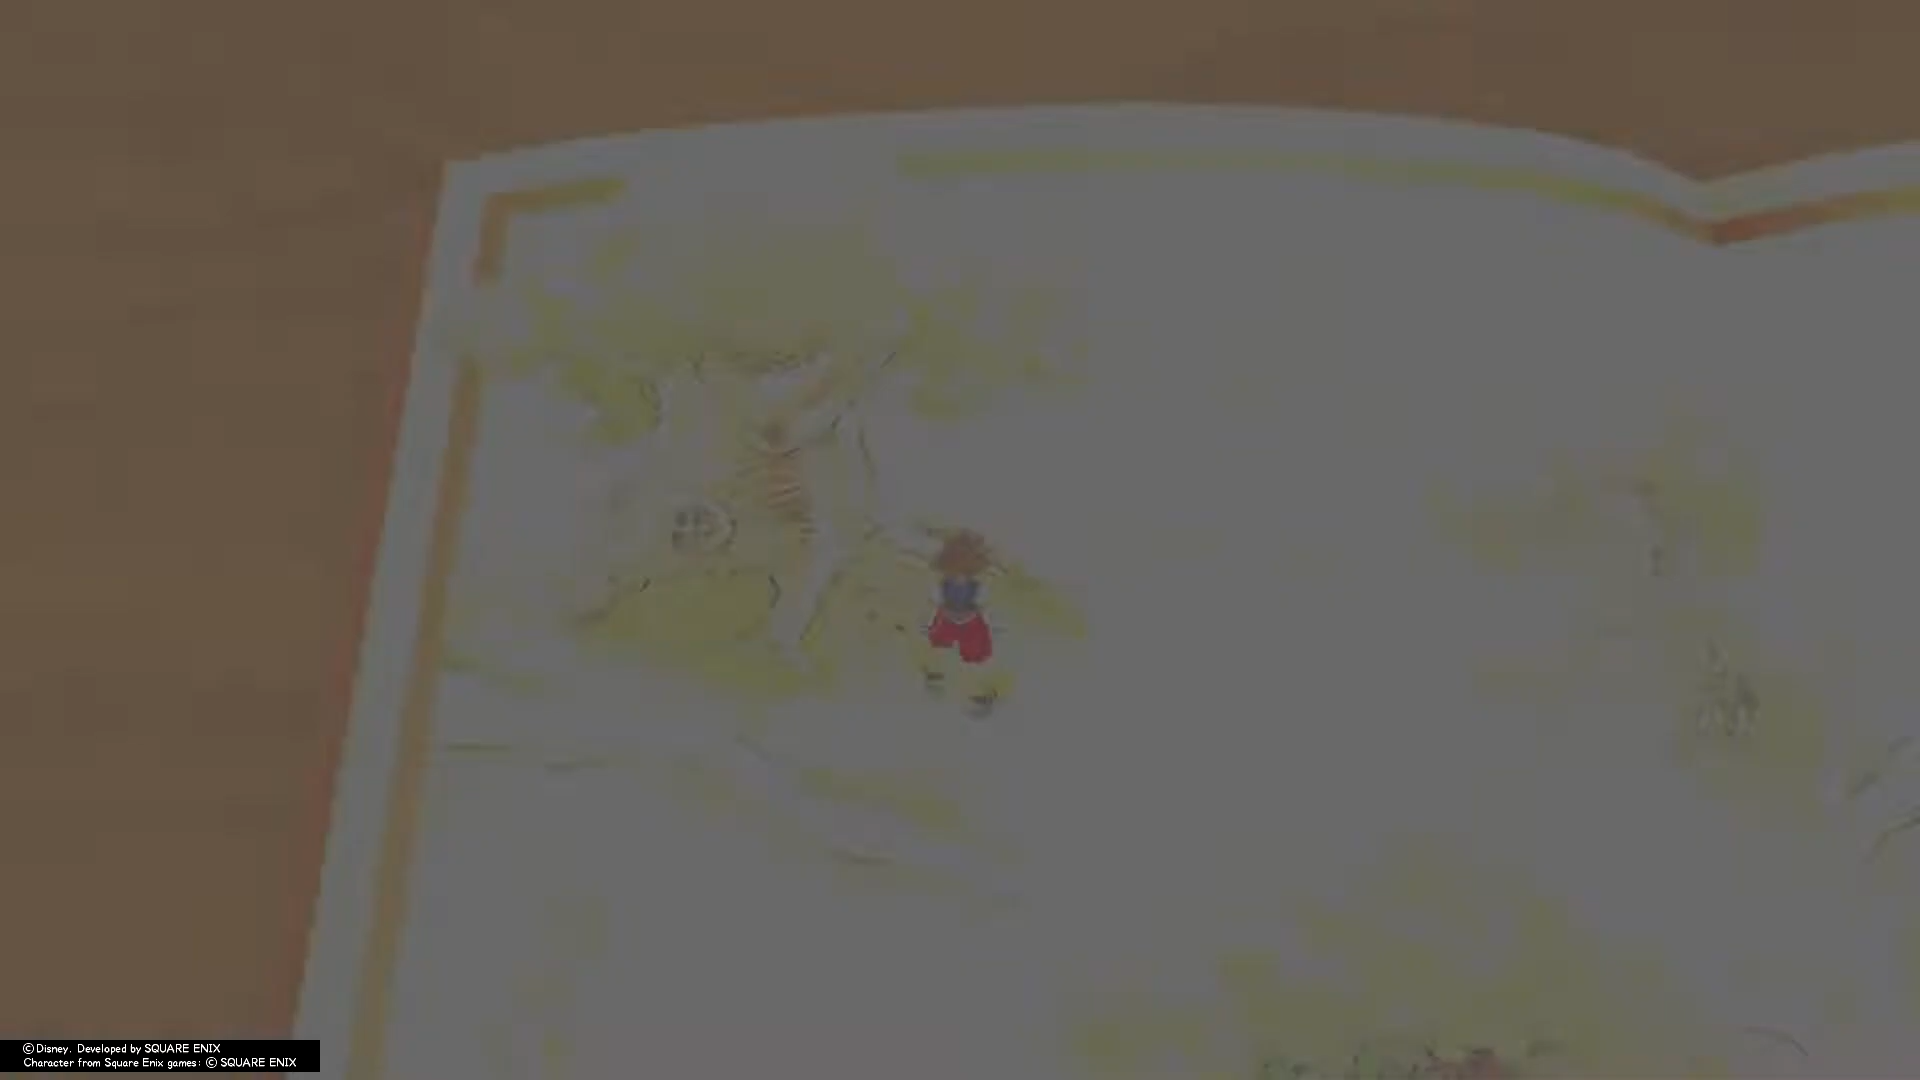 ©Disney. Developed by SQUARE ENIX
Character from Square Enix games: © SQUARE ENIX